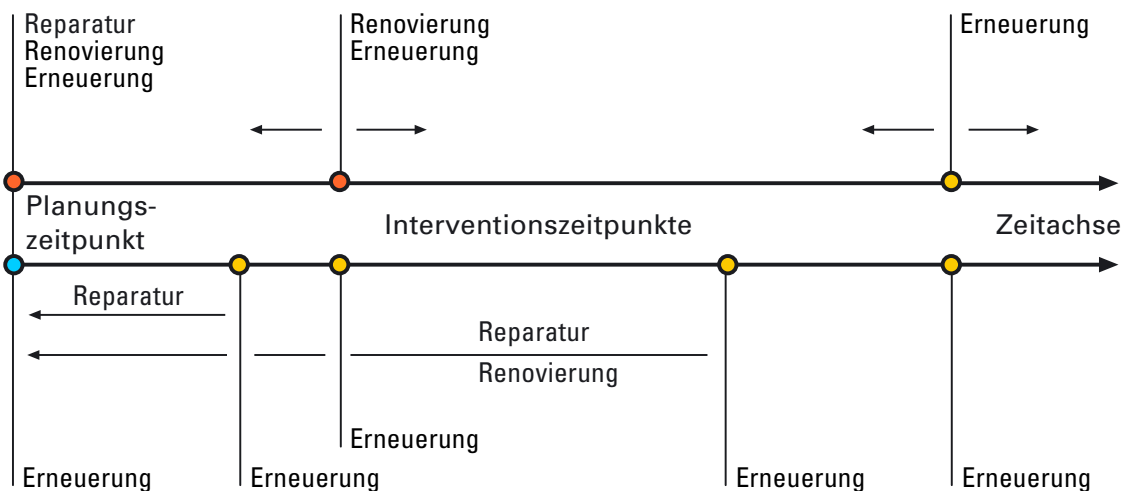 Reparatur
Renovierung
Erneuerung
Renovierung
Erneuerung
Erneuerung
Planungs-
zeitpunkt
Interventionszeitpunkte
Zeitachse
Reparatur
Reparatur
Renovierung
Erneuerung
Erneuerung
Erneuerung
Erneuerung
Erneuerung